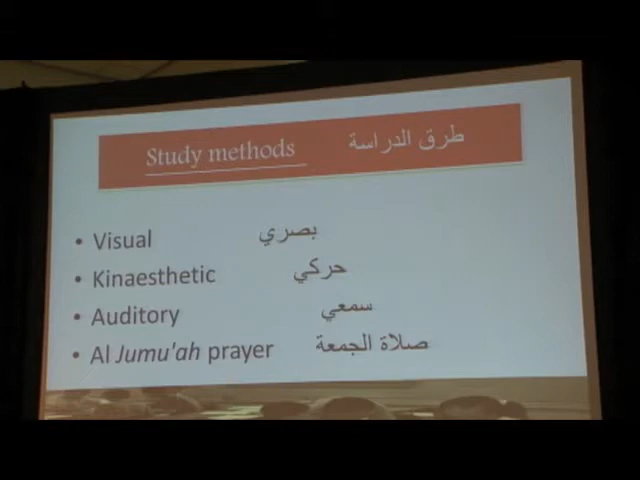 Study methods طرق الدراسة
• Visual بصري
• Kinaesthetic حركي
• Auditory سمعي
• Al Jumu'ah prayer صلاة الجمعة